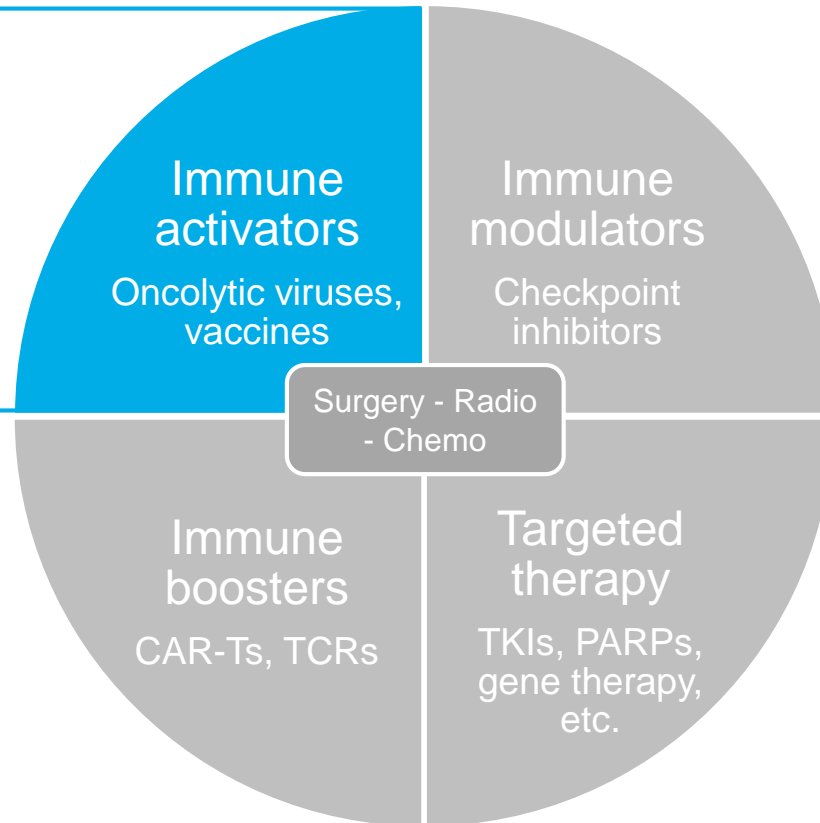 Immune
activators
Oncolytic viruses,
vaccines
Immune
modulators
Checkpoint
inhibitors
Surgery - Radio
- Chemo
Immune
boosters
CAR-Ts, TCRs
Targeted
therapy
TKIs, PARPs,
gene therapy,
etc.